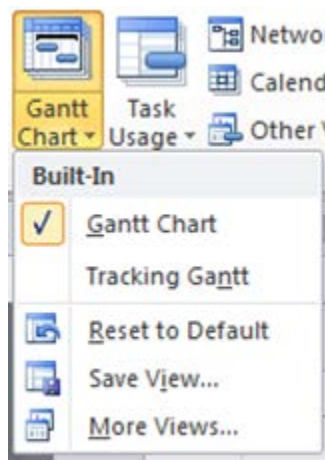 Gantt Chart
Task Usage
Netwo
Calend
Other
Built-In
Gantt Chart
Tracking Gantt
Reset to Default
Save View...
More Views...